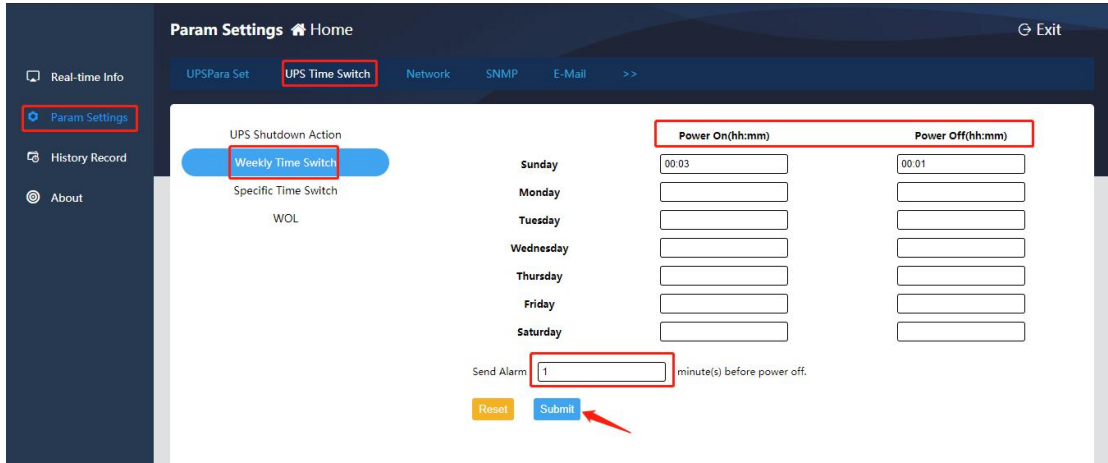 Param Settings Home
Exit
Real-time Info
Param Settings
History Record
About
UPSPara Set UPS Time Switch Network SNMP E-Mail >>
UPS Shutdown Action
Weekly Time Switch
Specific Time Switch
WOL
Power On(hh:mm) Power Off(hh:mm)
Sunday 00:03 00:01
Monday
Tuesday
Wednesday
Thursday
Friday
Saturday
Send Alarm 1 minute(s) before power off.
Reset Submit